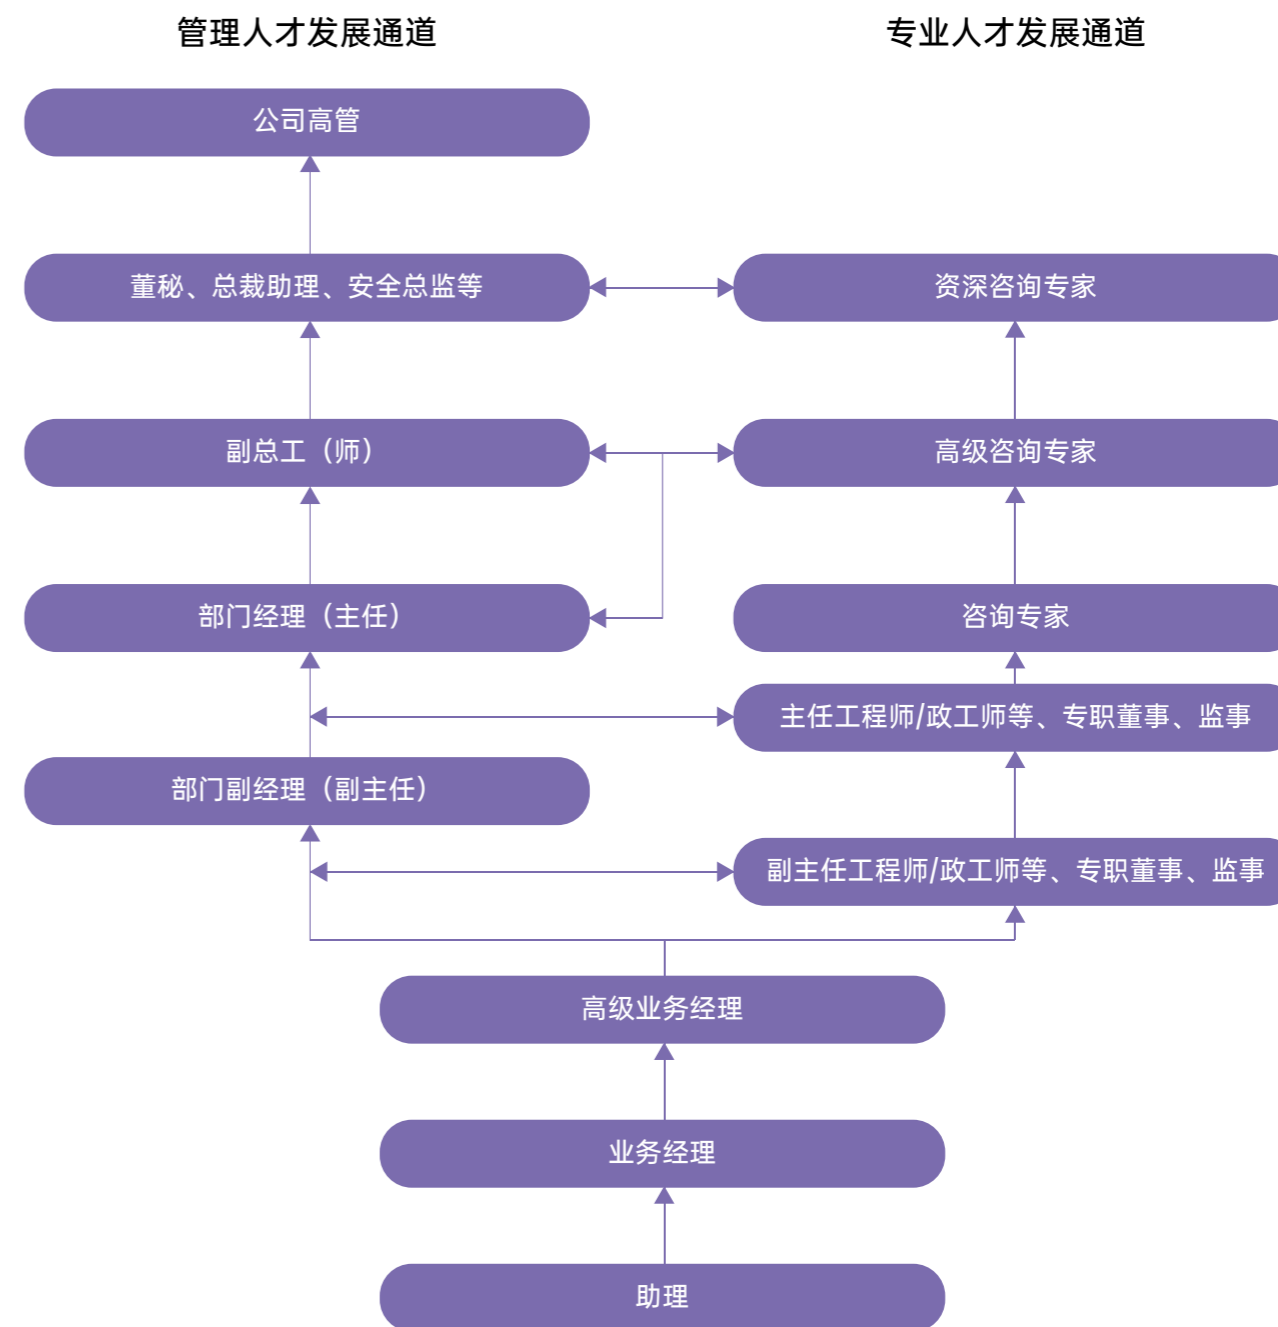 管理人才发展通道
专业人才发展通道
公司高管
董秘、总裁助理、安全总监等
资深咨询专家
副总工（师）
高级咨询专家
部门经理（主任）
咨询专家
主任工程师/政工师等、专职董事、监事
部门副经理（副主任）
副主任工程师/政工师等、专职董事、监事
高级业务经理
业务经理
助理